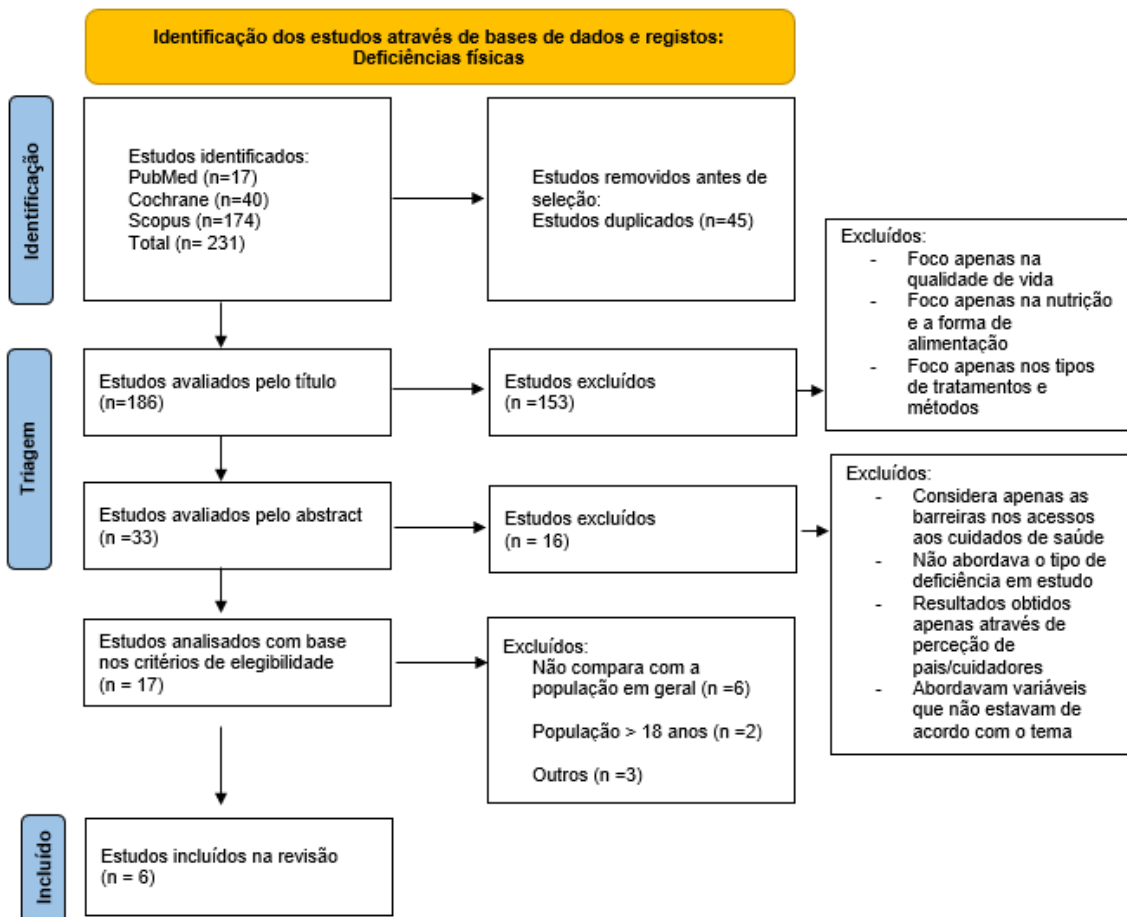 Identificação dos estudos através de bases de dados e registos:
Deficiências físicas
Identificação
Estudos identificados:
PubMed (n=17)
Cochrane (n=40)
Scopus (n=174)
Total (n= 231)
Estudos removidos antes de
seleção:
Estudos duplicados (n=45)
Excluídos:
- Foco apenas na
qualidade de vida
- Foco apenas na nutrição
e a forma de
alimentação
- Foco apenas nos tipos
de tratamentos e
métodos
Triagem
Estudos avaliados pelo título
(n=186)
Estudos excluídos
(n =153)
Estudos avaliados pelo abstract
(n =33)
Estudos excluídos
(n = 16)
Excluídos:
- Considera apenas as
barreiras nos acessos
aos cuidados de saúde
- Não abordava o tipo de
deficiência em estudo
- Resultados obtidos
apenas através de
perceção de
pais/cuidadores
- Abordavam variáveis
que não estavam de
acordo com o tema
Estudos analisados com base
nos critérios de elegibilidade
(n = 17)
Excluídos:
Não compara com a
população em geral (n =6)
População > 18 anos (n =2)
Outros (n =3)
Incluído
Estudos incluídos na revisão
(n = 6)